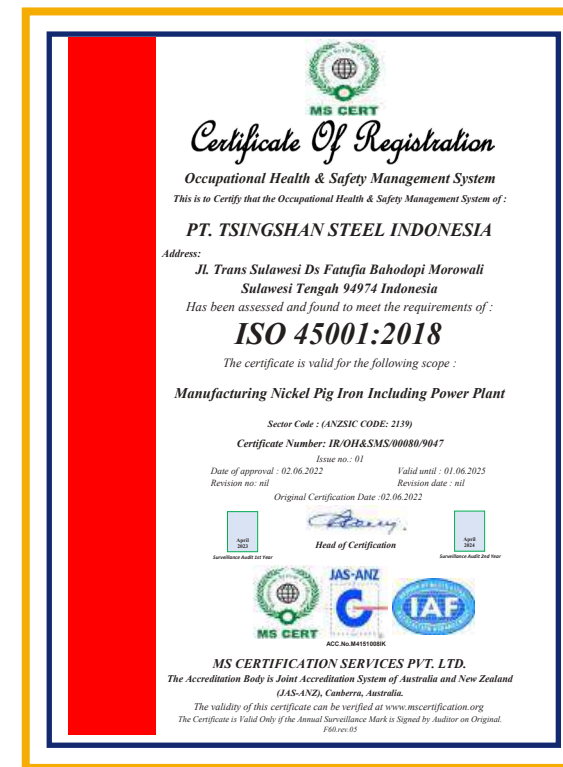 MS CERT
Certificate Of Registration
Occupational Health & Safety Management System
This is to Certify that the Occupational Health & Safety Management System of :
PT. TSINGSHAN STEEL INDONESIA
Address:
Jl. Trans Sulawesi Ds Fatufia Bahodopi Morowali
Sulawesi Tengah 94974 Indonesia
Has been assessed and found to meet the requirements of :
ISO 45001:2018
The certificate is valid for the following scope :
Manufacturing Nickel Pig Iron Including Power Plant
Sector Code : (ANZSIC CODE: 2139)
Certificate Number: IR/OH&SMS/00080/9047
Issue no.: 01
Date of approval : 02.06.2022 Valid until : 01.06.2025
Revision no: nil Revision date : nil
Original Certification Date :02.06.2022
April
2023
Surveillance Audit 1st Year
Head of Certification
April
2024
Surveillance Audit 2nd Year
MS CERT
JAS-ANZ
ACC.No.M4151008IK
IAF
MS CERTIFICATION SERVICES PVT. LTD.
The Accreditation Body is Joint Accreditation System of Australia and New Zealand
(JAS-ANZ), Canberra, Australia.
The validity of this certificate can be verified at www.mscertification.org
The Certificate is Valid Only if the Annual Surveillance Mark is Signed by Auditor on Original.
F60.rev.05